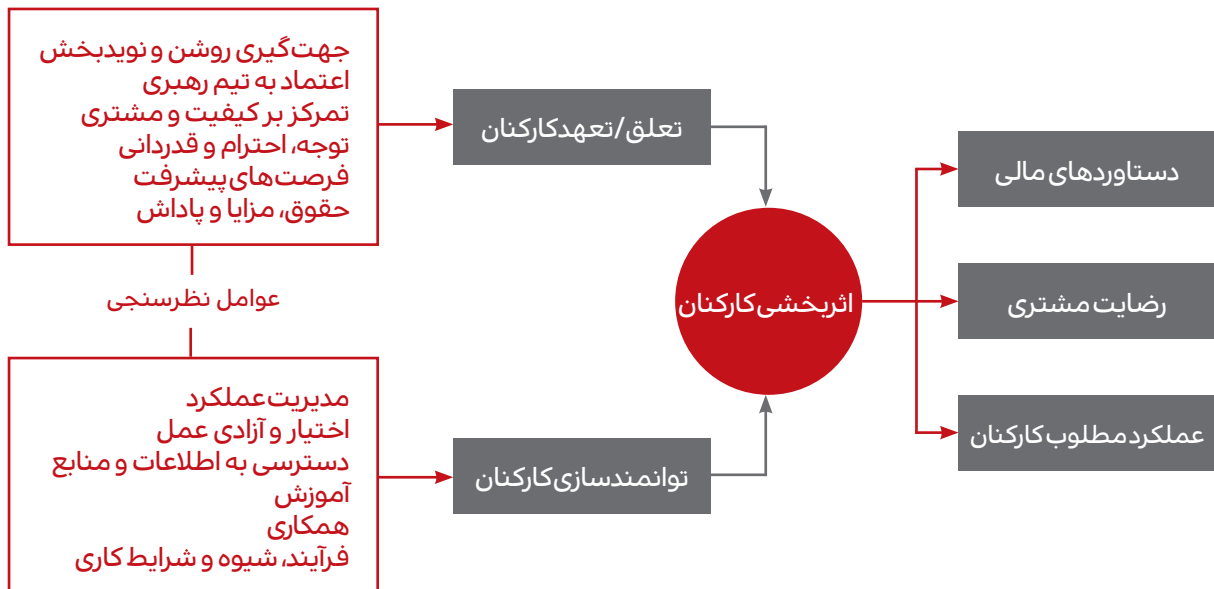 جهت‌گیری روشن و نویدبخش
اعتماد به تیم رهبری
تمرکز بر کیفیت و مشتری
توجه، احترام و قدردانی
فرصت‌های پیشرفت
حقوق، مزایا و پاداش
عوامل نظرسنجی
مدیریت عملکرد
اختیار و آزادی عمل
دسترسی به اطلاعات و منابع
آموزش
همکاری
فرآیند، شیوه و شرایط کاری
تعلق/تعهد کارکنان
توانمندسازی کارکنان
اثربخشی کارکنان
دستاوردهای مالی
رضایت مشتری
عملکرد مطلوب کارکنان